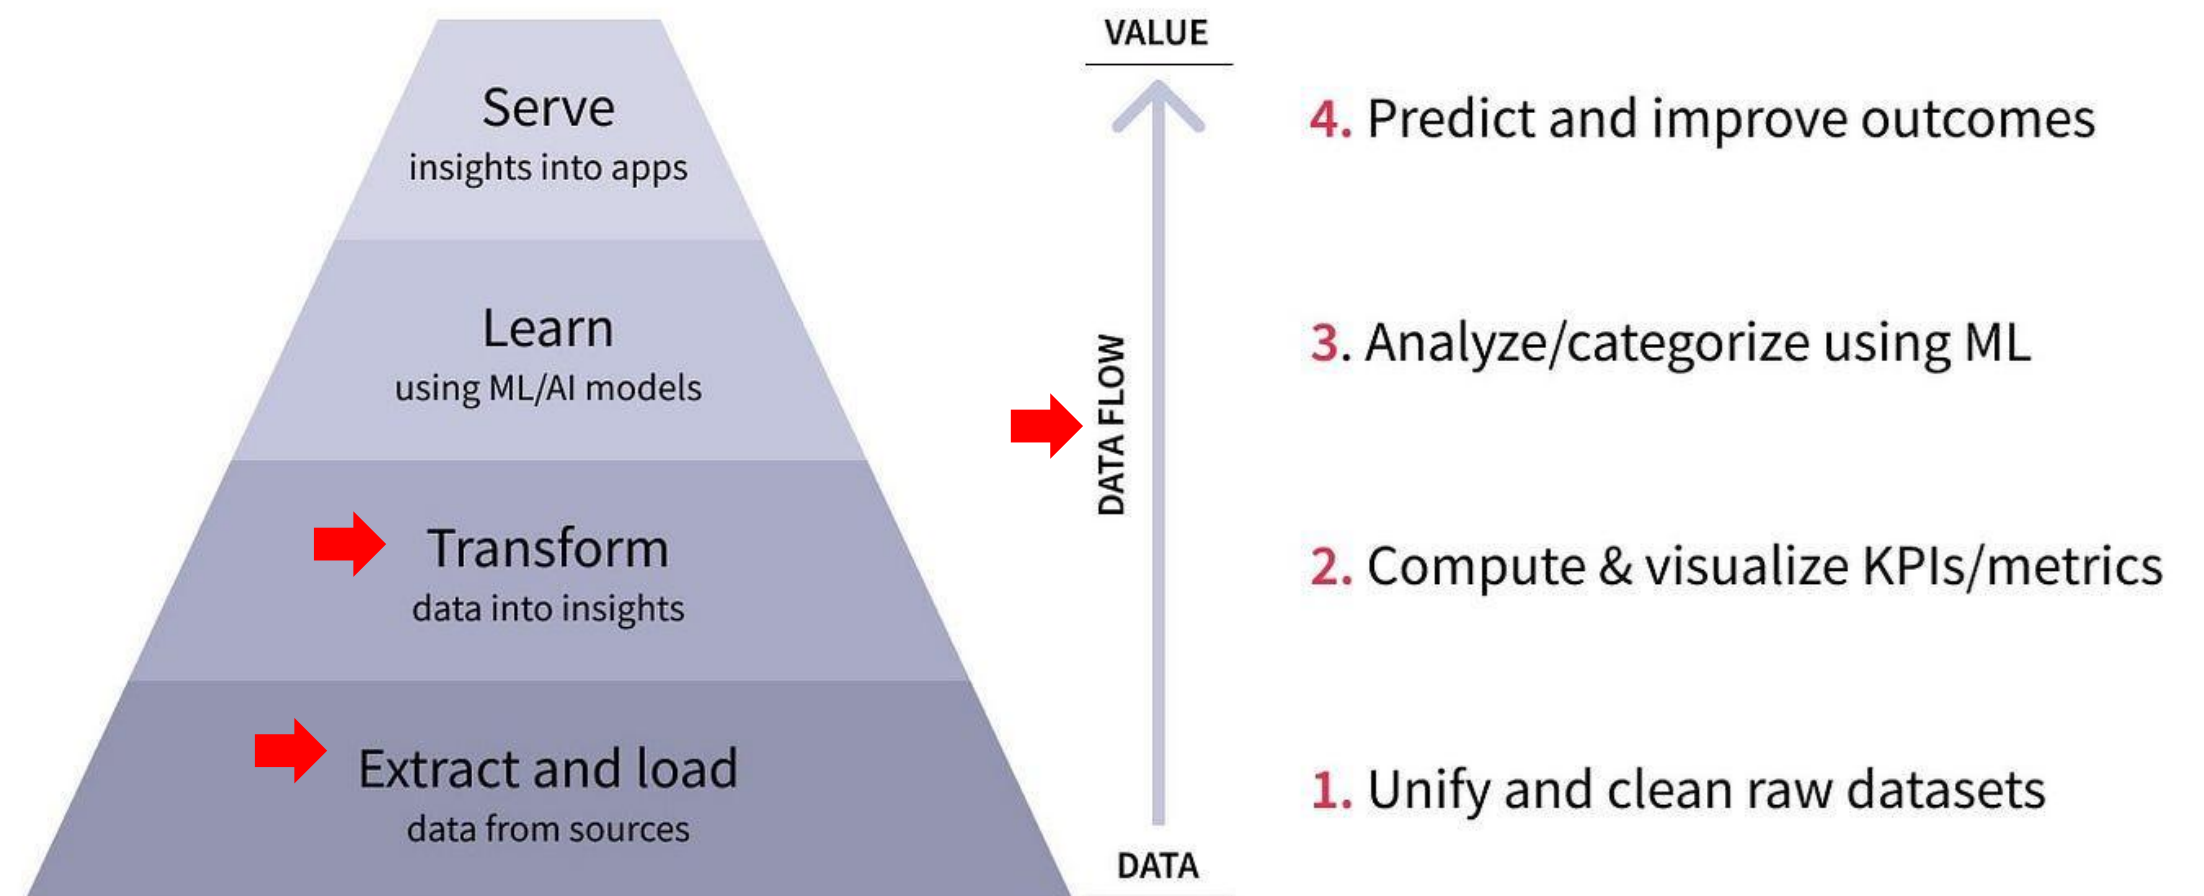 Serve
insights into apps
Learn
using ML/AI models
Transform
data into insights
Extract and load
data from sources
VALUE
DATA FLOW
DATA
4. Predict and improve outcomes
3. Analyze/categorize using ML
2. Compute & visualize KPIs/metrics
1. Unify and clean raw datasets